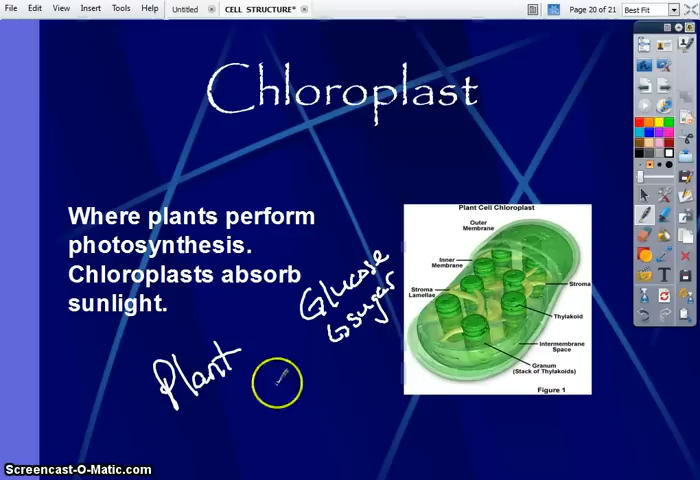 File Edit View Insert Tools Help
Untitled
CELL STRUCTURE*
Page 20 of 21
Best Fit
Chloroplast
Where plants perform
photosynthesis.
Chloroplasts absorb
sunlight.
Glucose
↳sugar
Plant
Plant Cell Chloroplast
Outer
Membrane
Inner
Membrane
Stroma
Lamellae
Stroma
Thylakoid
Intermembrane
Space
Granum
(Stack of Thylakoids)
Figure 1
Screencast-O-Matic.com